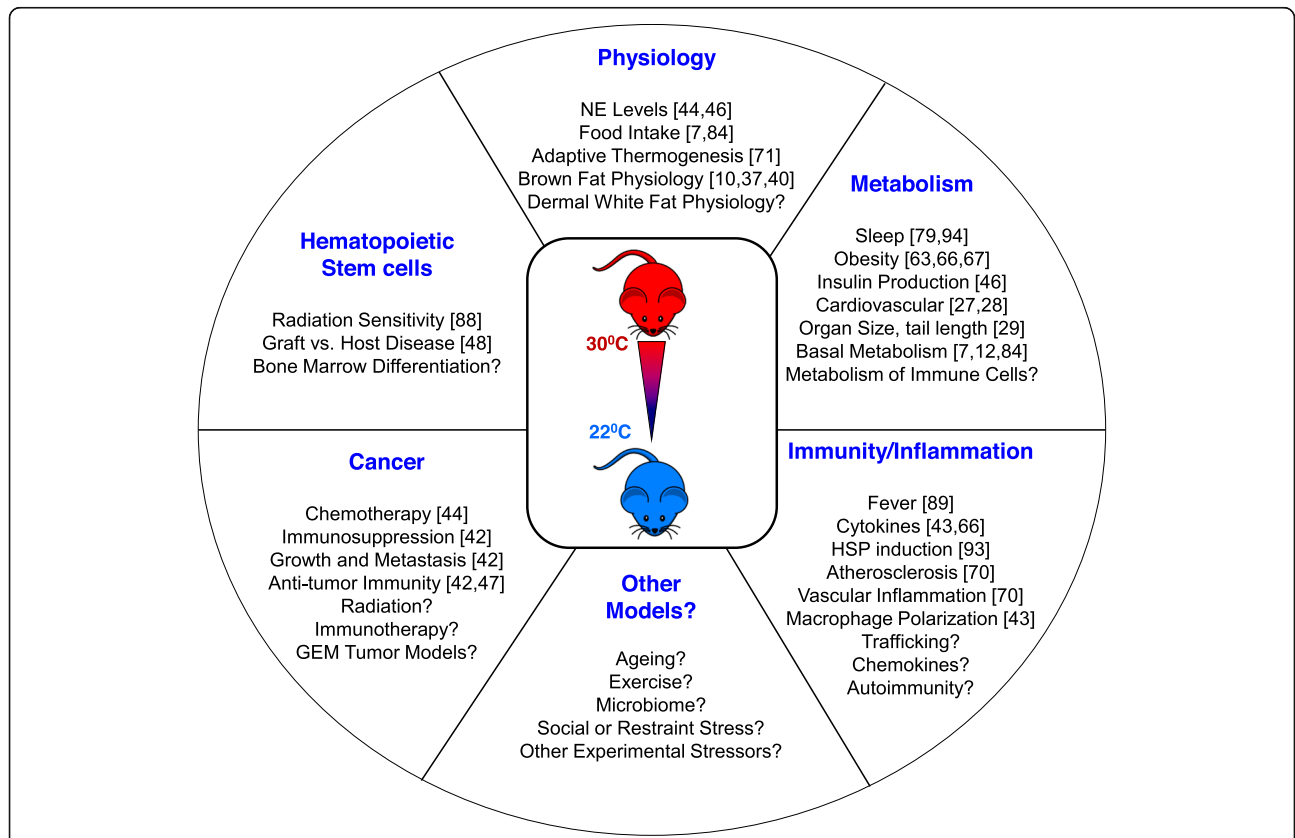 Physiology
NE Levels [44,46]
Food Intake [7,84]
Adaptive Thermogenesis [71]
Brown Fat Physiology [10,37,40]
Dermal White Fat Physiology?
Metabolism
Sleep [79,94]
Obesity [63,66,67]
Insulin Production [46]
Cardiovascular [27,28]
Organ Size, tail length [29]
Basal Metabolism [7,12,84]
Metabolism of Immune Cells?
Hematopoietic
Stem cells
Radiation Sensitivity [88]
Graft vs. Host Disease [48]
Bone Marrow Differentiation?
30⁰C
22⁰C
Cancer
Chemotherapy [44]
Immunosuppression [42]
Growth and Metastasis [42]
Anti-tumor Immunity [42,47]
Radiation?
Immunotherapy?
GEM Tumor Models?
Immunity/Inflammation
Fever [89]
Cytokines [43,66]
HSP induction [93]
Atherosclerosis [70]
Vascular Inflammation [70]
Macrophage Polarization [43]
Trafficking?
Chemokines?
Autoimmunity?
Other
Models?
Ageing?
Exercise?
Microbiome?
Social or Restraint Stress?
Other Experimental Stressors?